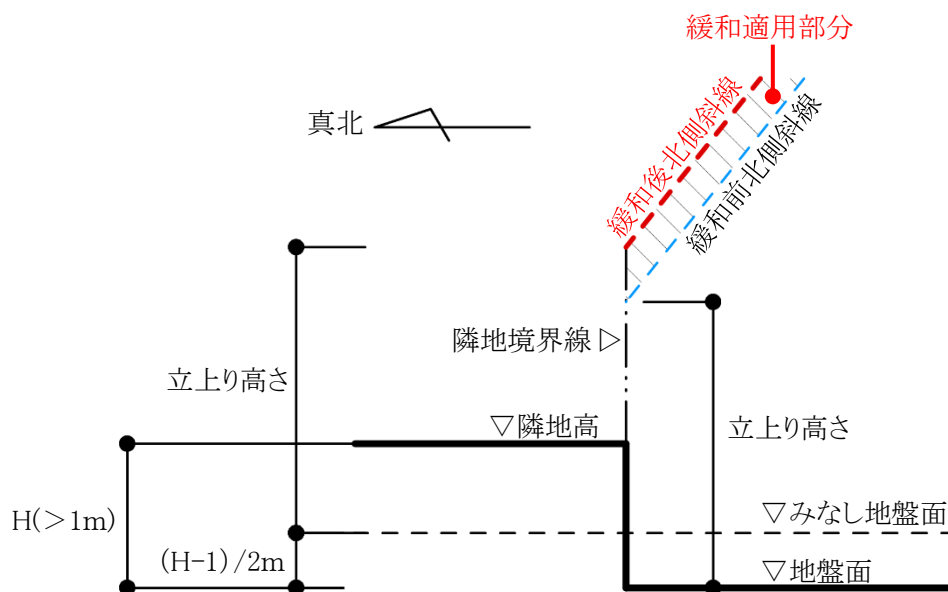 緩和適用部分
真北
緩和後北側斜線
緩和前北側斜線
隣地境界線▷
立上り高さ
▽隣地高
立上り高さ
H(>1m)
▽みなし地盤面
(H-1)/2m
▽地盤面